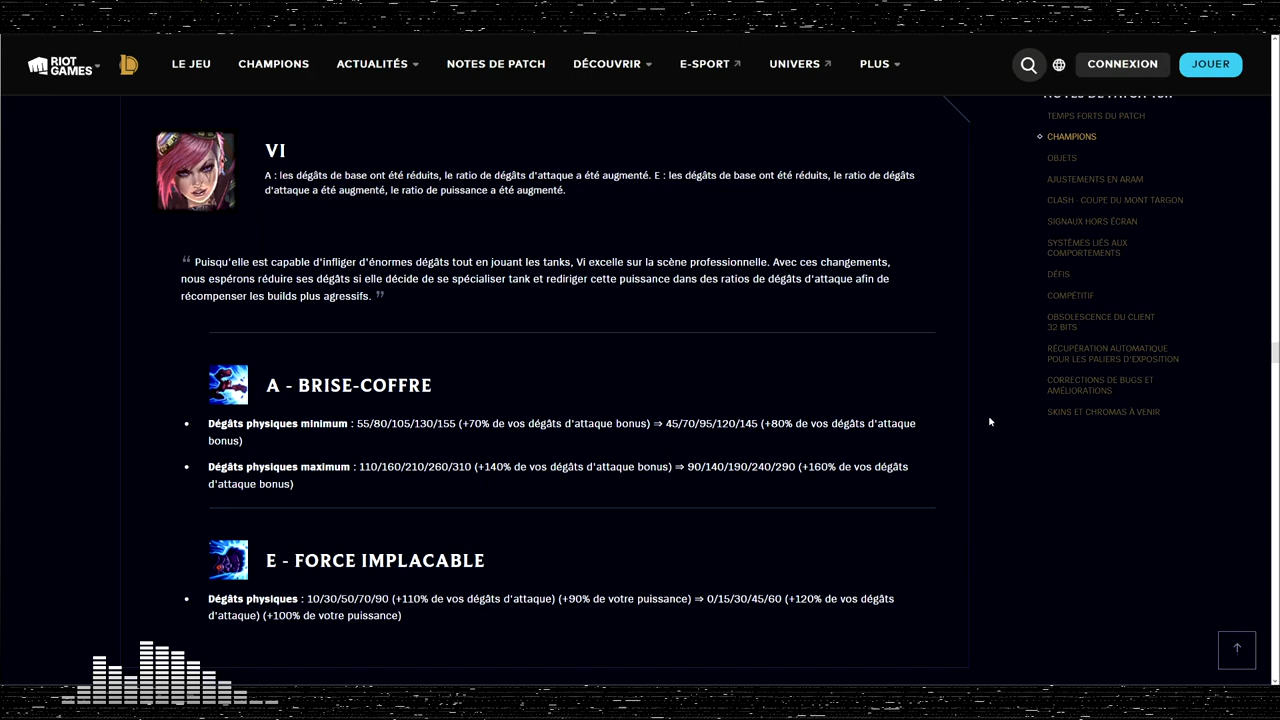 RIOT GAMES
LE JEU
CHAMPIONS
ACTUALITÉS
NOTES DE PATCH
DÉCOUVRIR
E-SPORT
UNIVERS
PLUS
CONNEXION
JOUER
VI
A : les dégâts de base ont été réduits, le ratio de dégâts d'attaque a été augmenté. E : les dégâts de base ont été réduits, le ratio de dégâts
d'attaque a été augmenté, le ratio de puissance a été augmenté.
“ Puisqu'elle est capable d'infliger d'énormes dégâts tout en jouant les tanks, Vi excelle sur la scène professionnelle. Avec ces changements,
nous espérons réduire ses dégâts si elle décide de se spécialiser tank et rediriger cette puissance dans des ratios de dégâts d'attaque afin de
récompenser les builds plus agressifs. ”
A - BRISE-COFFRE
• Dégâts physiques minimum : 55/80/105/130/155 (+70% de vos dégâts d'attaque bonus) ⇒ 45/70/95/120/145 (+80% de vos dégâts d'attaque
bonus)
• Dégâts physiques maximum : 110/160/210/260/310 (+140% de vos dégâts d'attaque bonus) ⇒ 90/140/190/240/290 (+160% de vos dégâts
d'attaque bonus)
E - FORCE IMPLACABLE
• Dégâts physiques : 10/30/50/70/90 (+110% de vos dégâts d'attaque) (+90% de votre puissance) ⇒ 0/15/30/45/60 (+120% de vos dégâts
d'attaque) (+100% de votre puissance)
TEMPS FORTS DU PATCH
CHAMPIONS
OBJETS
AJUSTEMENTS EN ARAM
CLASH - COUPE DU MONT TARGON
SIGNAUX HORS ÉCRAN
SYSTÈMES LIÉS AUX
COMPORTEMENTS
DÉFIS
COMPÉTITIF
OBSOLESCENCE DU CLIENT
32 BITS
RÉCUPÉRATION AUTOMATIQUE
POUR LES PALIERS D'EXPOSITION
CORRECTIONS DE BUGS ET
AMÉLIORATIONS
SKINS ET CHROMAS À VENIR